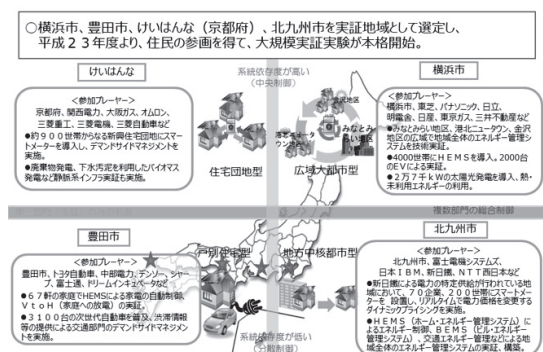 ○横浜市、豊田市、けいはんな（京都府）、北九州市を実証地域として選定し、
平成２３年度より、住民の参画を得て、大規模実証実験が本格開始。
けいはんな
＜参加プレーヤー＞
京都府、関西電力、大阪ガス、オムロン、
三菱重工、三菱電機、三菱自動車など
●約９００世帯からなる新興住宅団地にスマー
トメーターを導入し、デマンドサイドマネジメントを
実施。
●廃棄物発電、下水汚泥を利用したバイオマス
発電など静脈系インフラ実証も実施。
系統依存度が高い
（中央制御）
住宅団地型
金沢地区
港北ニュータ
ウン地区
みなとみ
らい地区
広域大都市型
横浜市
＜参加プレーヤー＞
横浜市、東芝、パナソニック、日立、
明電舎、日産、東京ガス、三井不動産など
●みなとみらい地区、港北ニュータウン、金沢
地区の広域で地域全体のエネルギー管理シ
ステムを技術実証。
●4000世帯にＨＥＭＳを導入。2000台
のＥＶによる実証。
●２万７千ｋＷの太陽光発電を導入、熱・
未利用エネルギーの利用。
複数部門の総合制御
豊田市
＜参加プレーヤー＞
豊田市、トヨタ自動車、中部電力、デンソー、シャー
プ、富士通、ドリームインキュベータなど
●６７軒の家庭でHEMSによる家電の自動制御、
ＶｔｏＨ（家庭への放電）の実証。
●３１００台の次世代自動車を普及、渋滞情報
等の提供による交通部門のデマンドサイドマネジメ
ントを実施。
戸別住宅型
地方中核都市型
系統依存度が低い
（分散制御）
北九州市
＜参加プレーヤー＞
北九州市、富士電機システムズ、
日本ＩＢＭ、新日鐵、ＮＴＴ西日本など
●新日鐵による電力の特定供給が行われている地
域において、７０企業、２００世帯にスマートメー
ターを 設置し、リアルタイムで電力価格を変更する
ダイナミックプライシングを実施。
●ＨＥＭＳ（ホーム・エネルギー管理システム）に
よるエネルギー制御、ＢＥＭＳ（ビル・エネルギー
管理システム）、交通エネルギー管理などによる地
域全体のエネルギー管理システムの実証、構築。